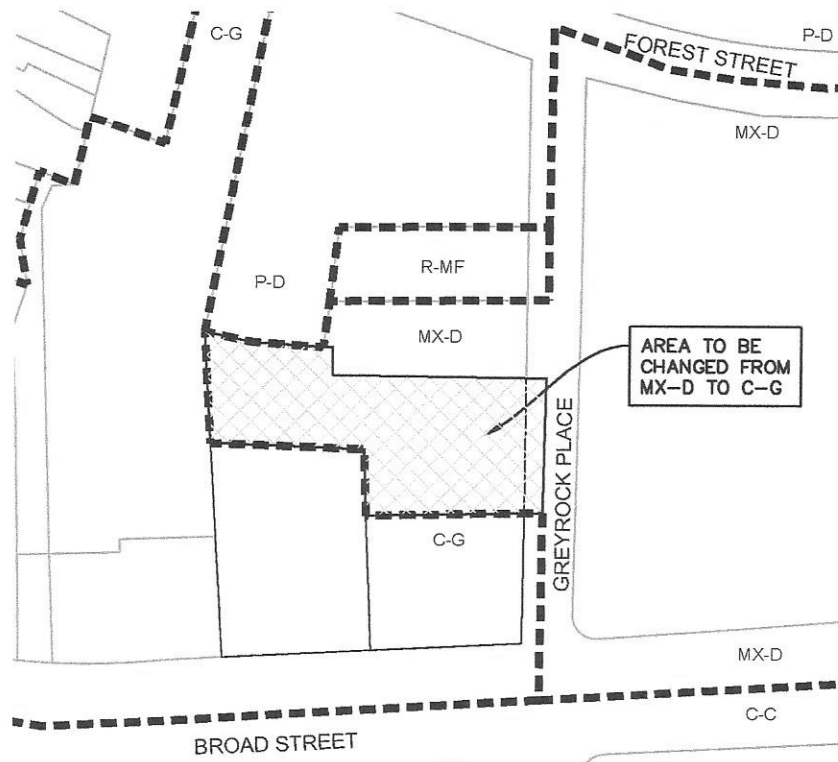 C-G
P-D
FOREST STREET
MX-D
R-MF
P-D
MX-D
AREA TO BE
CHANGED FROM
MX-D TO C-G
GREYROCK PLACE
C-G
MX-D
C-C
BROAD STREET